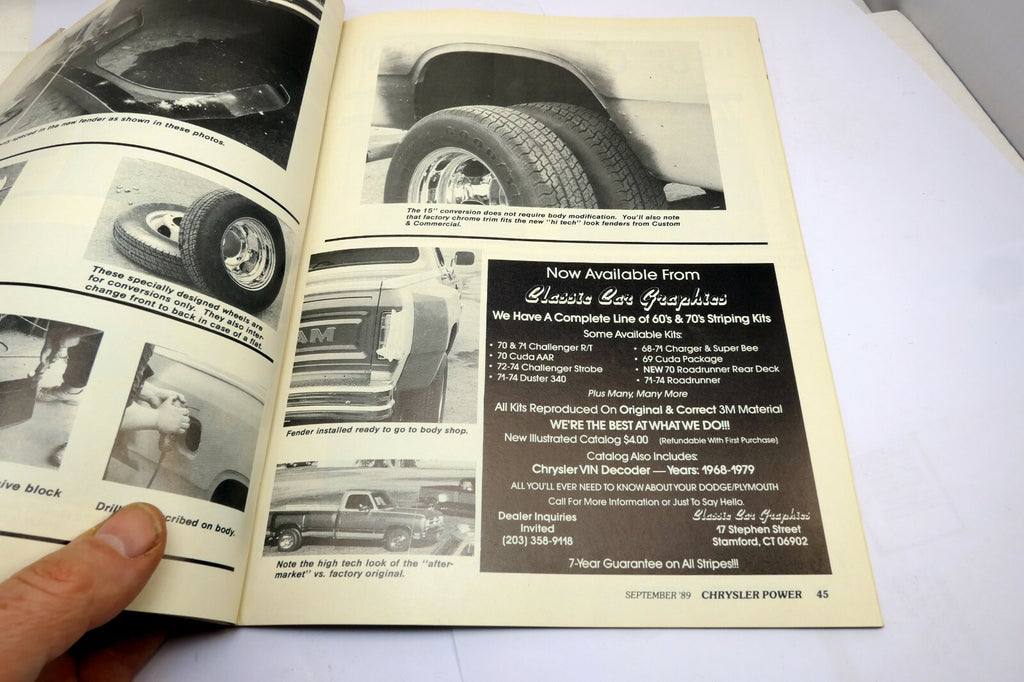 in the new fender as shown in these photos.
These specially designed wheels are
for conversions only. They also inter-
change front to back in case of a flat.
ive block
Dril cribed on body.
The 15" conversion does not require body modification. You'll also note
that factory chrome trim fits the new "hi tech" look fenders from Custom
& Commercial.
AM
Fender installed ready to go to body shop.
Note the high tech look of the "after-
market" vs. factory original.
Now Available From
Classic Car Graphics
We Have A Complete Line of 60's & 70's Striping Kits
Some Available Kits:
• 70 & 71 Challenger R/T
• 70 Cuda AAR
• 72-74 Challenger Strobe
• 71-74 Duster 340
• 68-71 Charger & Super Bee
• 69 Cuda Package
• NEW 70 Roadrunner Rear Deck
• 71-74 Roadrunner
Plus Many, Many More
All Kits Reproduced On Original & Correct 3M Material
WE'RE THE BEST AT WHAT WE DO!!!
New Illustrated Catalog $4.00 (Refundable With First Purchase)
Catalog Also Includes:
Chrysler VIN Decoder — Years: 1968-1979
ALL YOU'LL EVER NEED TO KNOW ABOUT YOUR DODGE/PLYMOUTH
Call For More Information or Just To Say Hello.
Dealer Inquiries
Invited
(203) 358-9118
Classic Car Graphics
17 Stephen Street
Stamford, CT 06902
7-Year Guarantee on All Stripes!!!
SEPTEMBER '89 CHRYSLER POWER 45